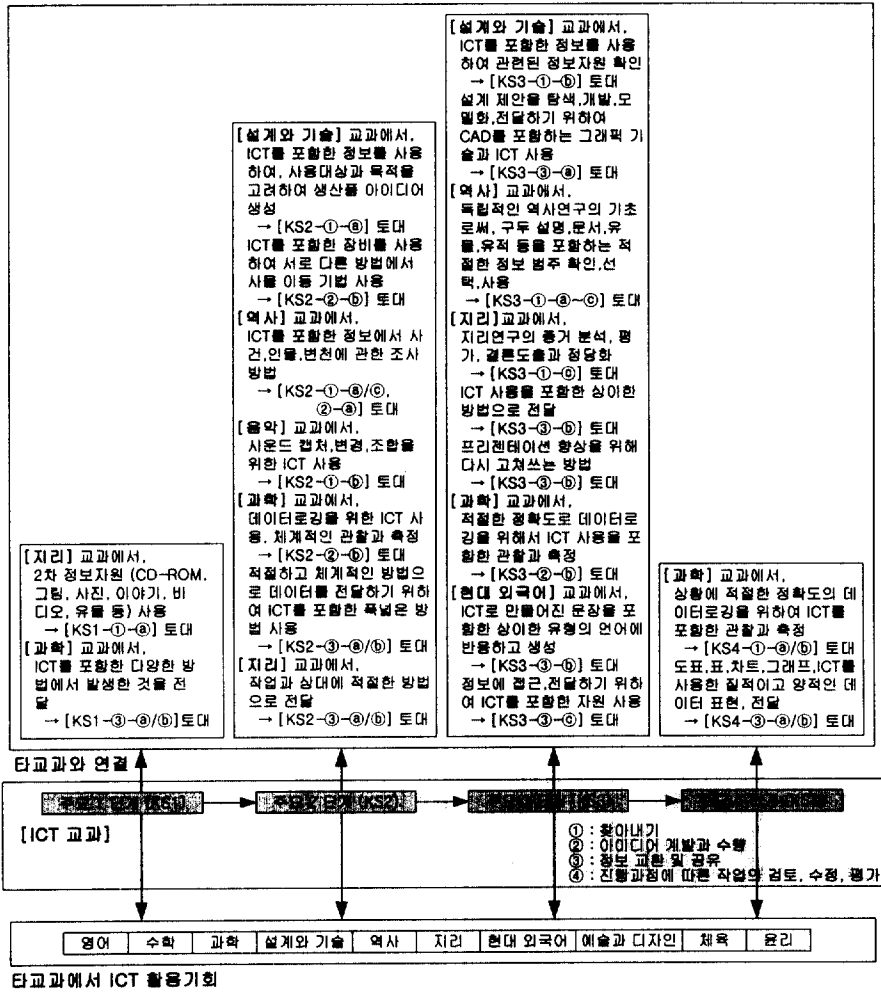 [지리] 교과에서,
2차 정보자원 (CD-ROM,
그림, 사진, 이야기, 비
디오, 유물 등) 사용
→ [KS1-①-ⓐ] 토대
[과학] 교과에서,
ICT를 포함한 다양한 방
법에서 발생한 것을 전
달
→ [KS1-③-ⓐ/ⓑ]토대
[설계와 기술] 교과에서,
ICT를 포함한 정보를 사용
하여, 사용대상과 목적을
고려하여 생산품 아이디어
생성
→ [KS2-①-ⓐ] 토대
ICT를 포함한 장비를 사용
하여 서로 다른 방법에서
사물 이동 기법 사용
→ [KS2-②-ⓑ] 토대
[역사] 교과에서,
ICT를 포함한 정보에서 사
건,인물,변천에 관한 조사
방법
→ [KS2-①-ⓐ/ⓒ,
②-ⓐ] 토대
[음악] 교과에서,
사운드 캡처,변경,조합을
위한 ICT 사용
→ [KS2-①-ⓑ] 토대
[과학] 교과에서,
데이터로깅을 위한 ICT 사
용, 체계적인 관찰과 측정
→ [KS2-②-ⓑ] 토대
적절하고 체계적인 방법으
로 데이터를 전달하기 위하
여 ICT를 포함한 폭넓은 방
법 사용
→ [KS2-③-ⓐ/ⓑ] 토대
[지리] 교과에서,
작업과 상대에 적절한 방법
으로 전달
→ [KS2-③-ⓐ/ⓑ] 토대
[설계와 기술] 교과에서,
ICT를 포함한 정보를 사용
하여 관련된 정보자원 확인
→ [KS3-①-ⓑ] 토대
설계 제안을 탐색,개발,모
델화,전달하기 위하여
CAD를 포함하는 그래픽 기
술과 ICT 사용
→ [KS3-③-ⓐ] 토대
[역사] 교과에서,
독립적인 역사연구의 기초
로써, 구두 설명,문서,유
물,유적 등을 포함하는 적
절한 정보 범주 확인,선
택,사용
→ [KS3-①-ⓐ~ⓒ] 토대
[지리]교과에서,
지리연구의 증거 분석, 평
가, 결론도출과 정당화
→ [KS3-①-ⓒ] 토대
ICT 사용을 포함한 상이한
방법으로 전달
→ [KS3-③-ⓑ] 토대
프리젠테이션 향상을 위해
다시 고쳐쓰는 방법
→ [KS3-③-ⓑ] 토대
[과학] 교과에서,
적절한 정확도로 데이터로
깅을 위해서 ICT 사용을 포
함한 관찰과 측정
→ [KS3-②-ⓑ] 토대
[현대 외국어] 교과에서,
ICT로 만들어진 문장을 포
함한 상이한 유형의 언어에
반응하고 생성
→ [KS3-③-ⓑ] 토대
정보에 접근,전달하기 위하
여 ICT를 포함한 자원 사용
→ [KS3-③-ⓒ] 토대
[과학] 교과에서,
상황에 적절한 정확도의 데
이터로깅을 위하여 ICT를
포함한 관찰과 측정
→ [KS4-①-ⓐ/ⓑ] 토대
도표,표,차트,그래프,ICT를
사용한 질적이고 양적인 데
이터 표현, 전달
→ [KS4-③-ⓐ/ⓑ] 토대
타교과와 연결
[ICT 교과]
① : 찾아내기
② : 아이디어 개발과 수행
③ : 정보 교환 및 공유
④ : 진행과정에 따른 작업의 검토, 수정, 평가
영어 수학 과학 설계와 기술 역사 지리 현대 외국어 예술과 디자인 체육 윤리
타교과에서 ICT 활용기회